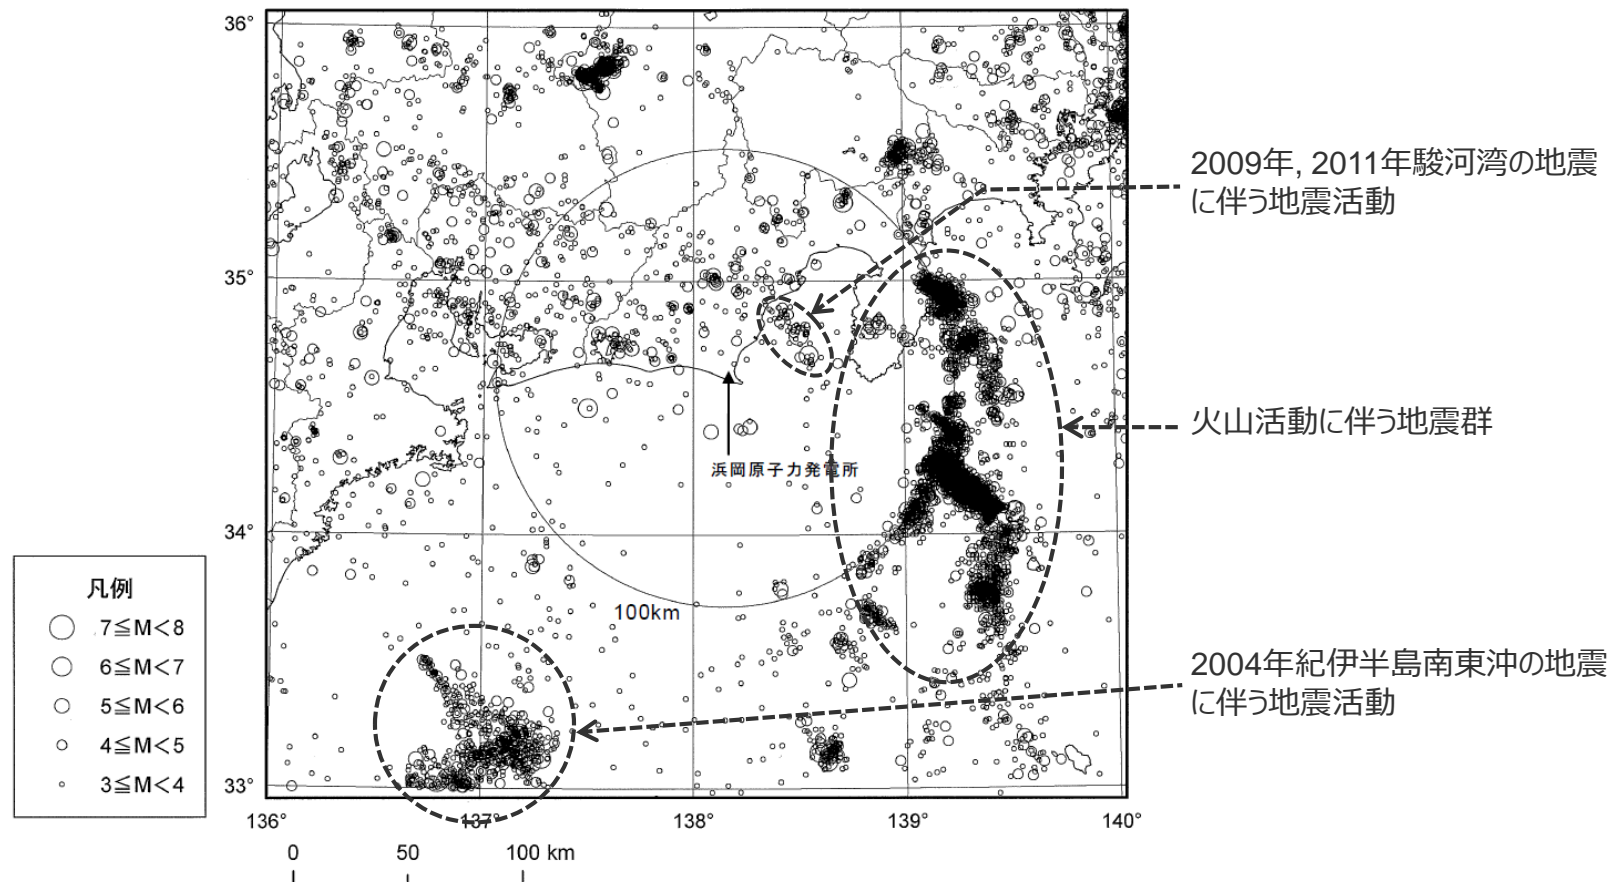 36°
35°
34°
33°
136°
137°
138°
139°
140°
0
50
100 km
100km
浜岡原子力発電所
2009年, 2011年駿河湾の地震
に伴う地震活動
火山活動に伴う地震群
2004年紀伊半島南東沖の地震
に伴う地震活動
凡例
7≦M<8
6≦M<7
5≦M<6
4≦M<5
3≦M<4